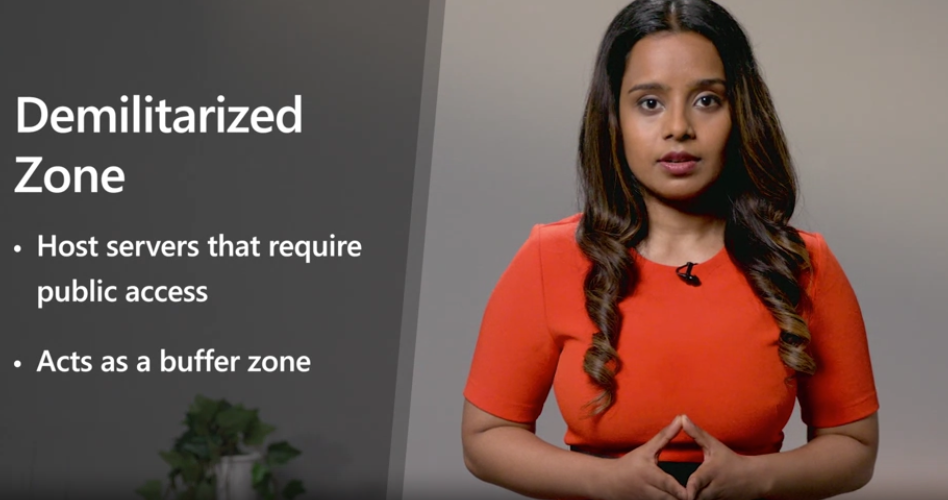 Demilitarized
Zone
• Host servers that require
public access
• Acts as a buffer zone